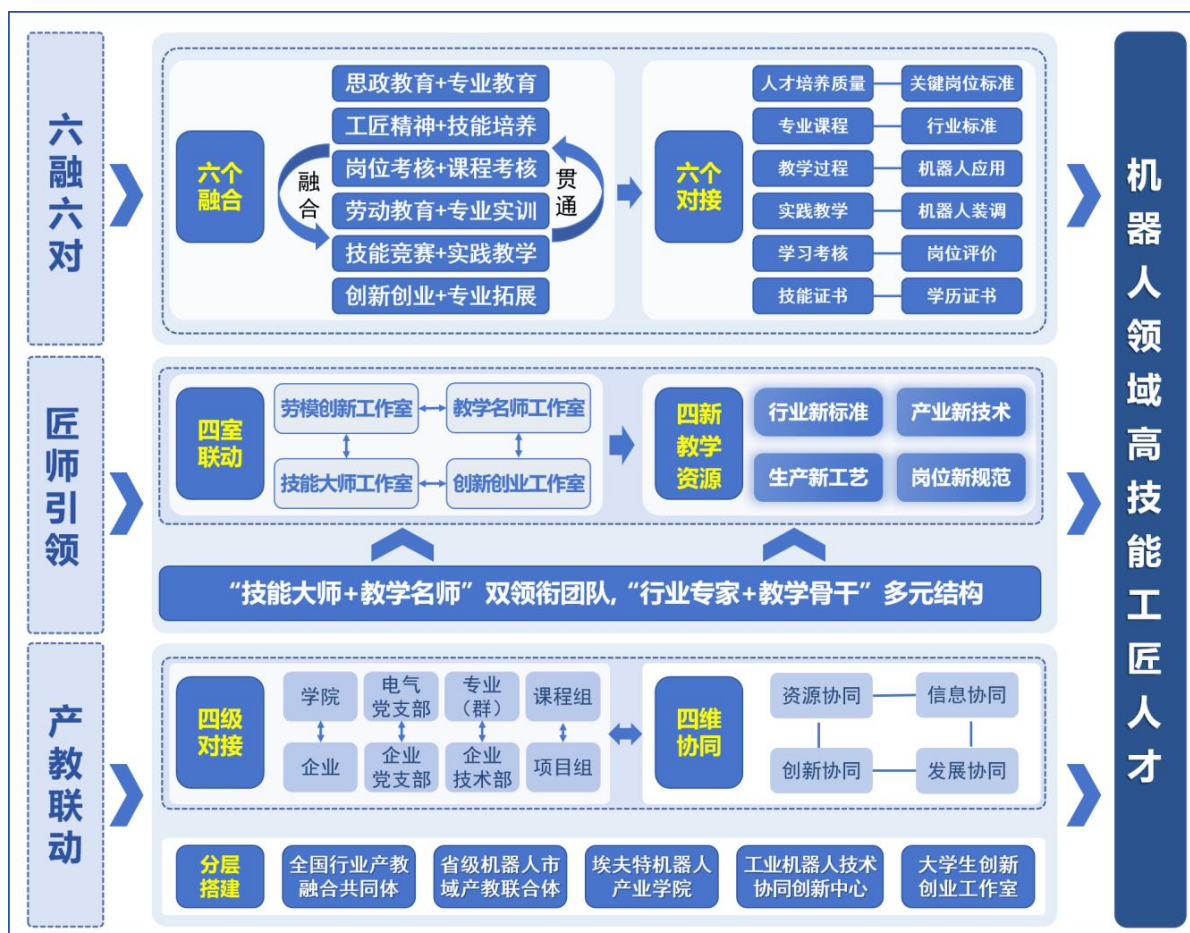 六融六对
六个
融合
思政教育+专业教育
工匠精神+技能培养
岗位考核+课程考核
劳动教育+专业实训
技能竞赛+实践教学
创新创业+专业拓展
融合
贯通
六个
对接
人才培养质量 关键岗位标准
专业课程 行业标准
教学过程 机器人应用
实践教学 机器人装调
学习考核 岗位评价
技能证书 学历证书
匠师引领
四室
联动
劳模创新工作室 教学名师工作室
技能大师工作室 创新创业工作室
四新
教学
资源
行业新标准 产业新技术
生产新工艺 岗位新规范
“技能大师+教学名师”双领衔团队,“行业专家+教学骨干”多元结构
产教联动
四级
对接
学院
电气
党支部
专业
（群）
课程组
企业
企业
党支部
企业
技术部
项目组
四维
协同
资源协同 信息协同
创新协同 发展协同
分层
搭建
全国行业产教
融合共同体
省级机器人市
域产教联合体
埃夫特机器人
产业学院
工业机器人技术
协同创新中心
大学生创新
创业工作室
机器人领域高技能工匠人才